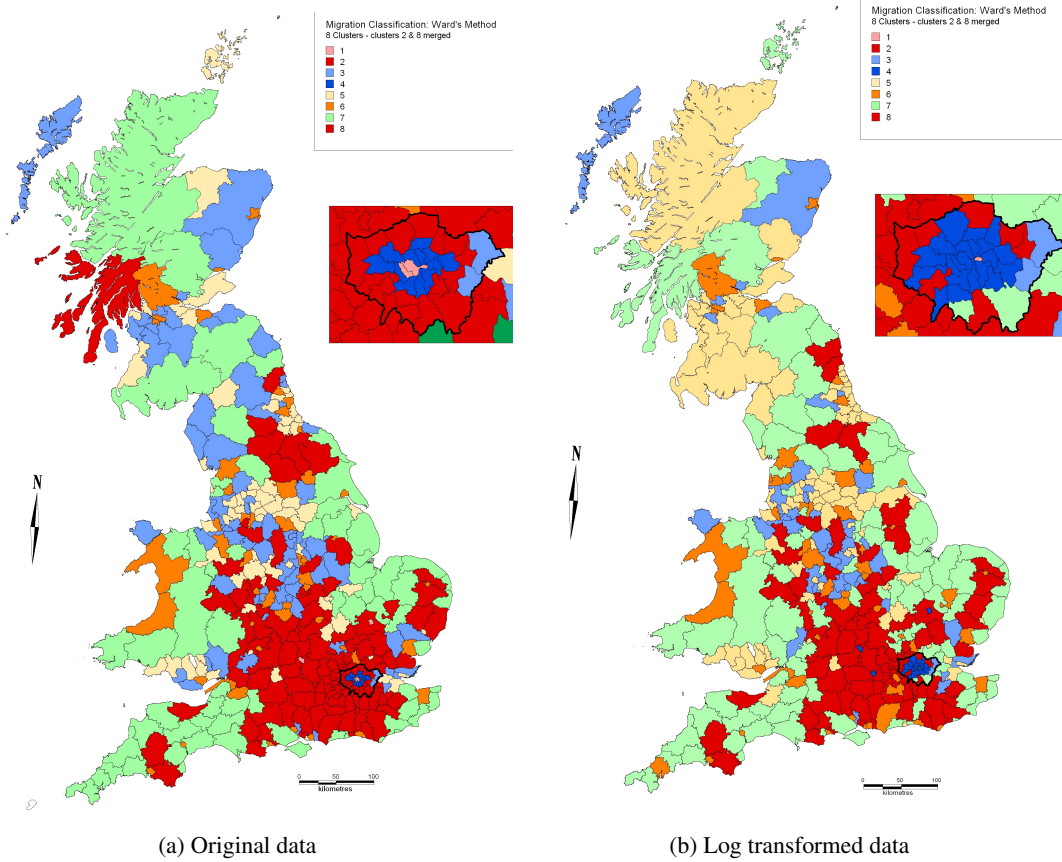 Migration Classification: Ward's Method
8 Clusters - clusters 2 & 8 merged
1
2
3
4
5
6
7
8
N
0 50 100
kilometres
(a) Original data
Migration Classification: Ward's Method
8 Clusters - clusters 2 & 8 merged
1
2
3
4
5
6
7
8
N
0 50 100
kilometres
(b) Log transformed data